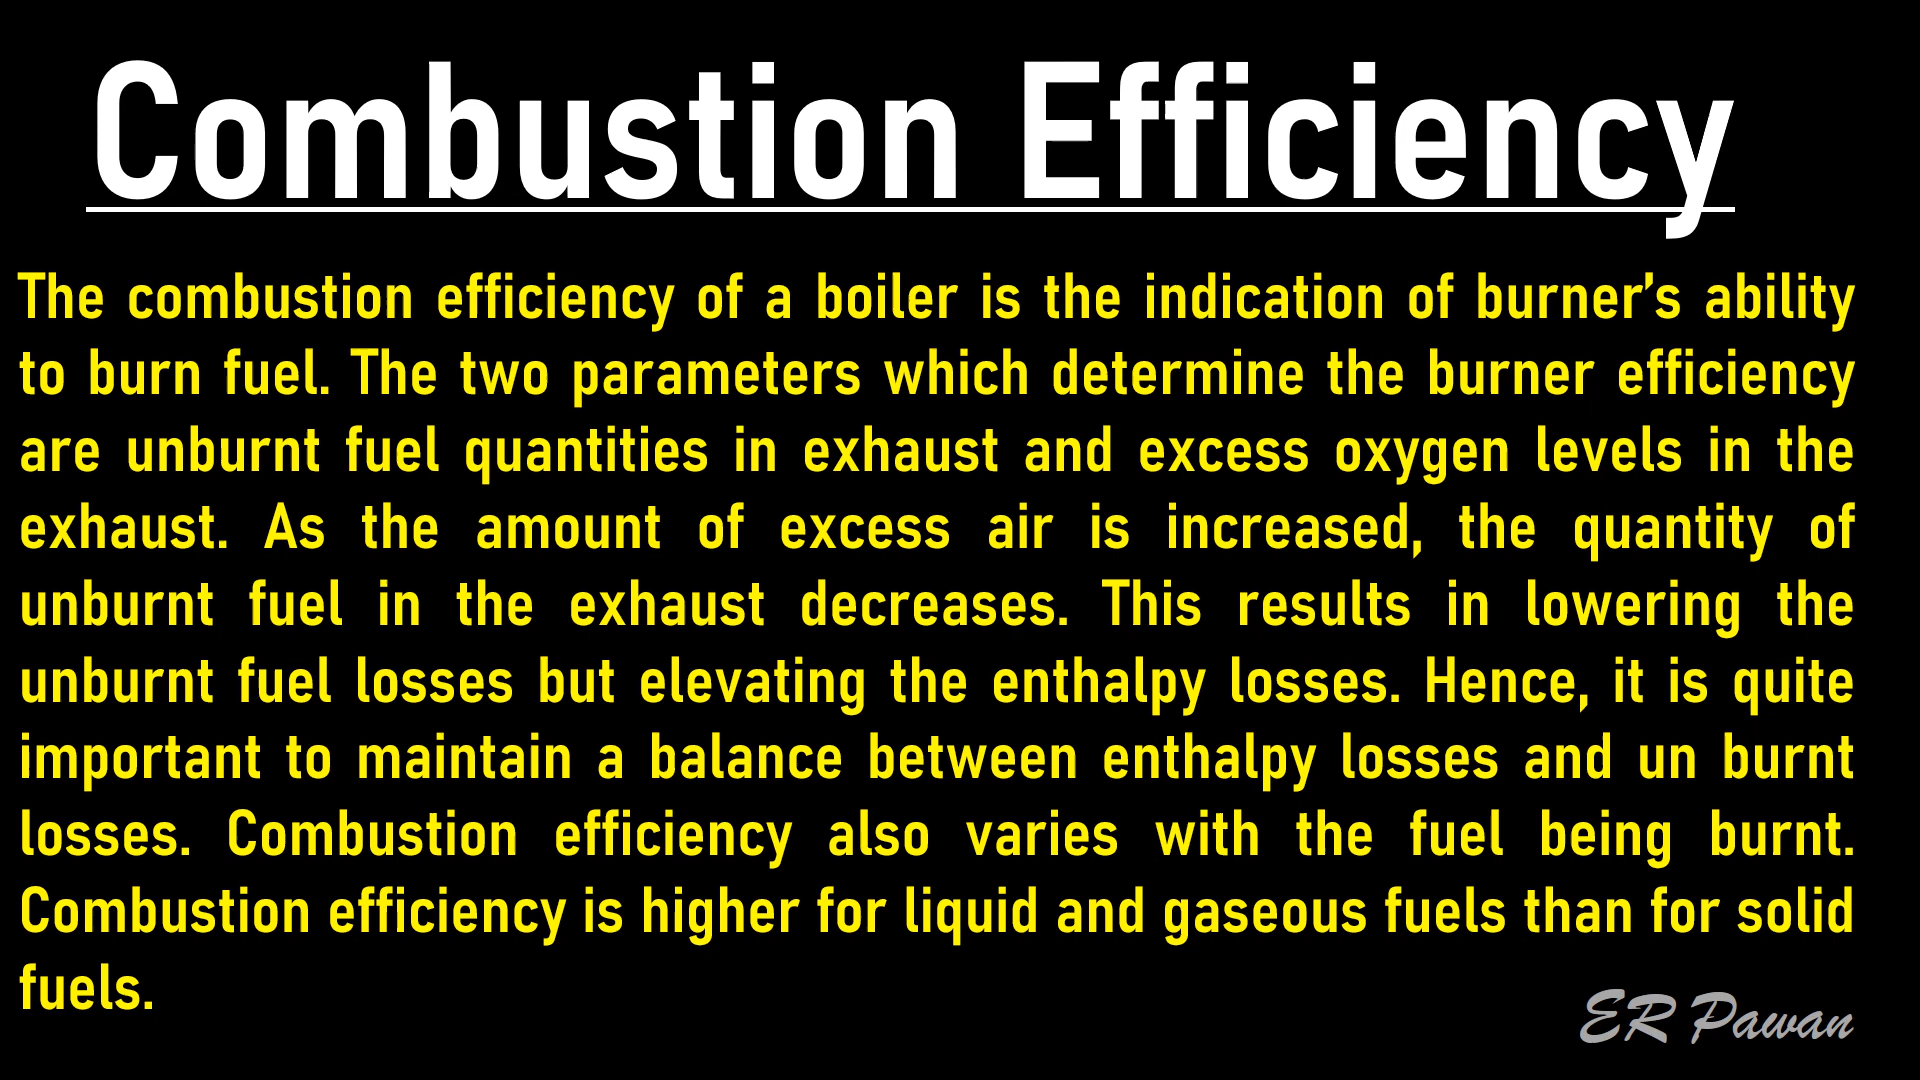 Combustion Efficiency
The combustion efficiency of a boiler is the indication of burner’s ability
to burn fuel. The two parameters which determine the burner efficiency
are unburnt fuel quantities in exhaust and excess oxygen levels in the
exhaust. As the amount of excess air is increased, the quantity of
unburnt fuel in the exhaust decreases. This results in lowering the
unburnt fuel losses but elevating the enthalpy losses. Hence, it is quite
important to maintain a balance between enthalpy losses and un burnt
losses. Combustion efficiency also varies with the fuel being burnt.
Combustion efficiency is higher for liquid and gaseous fuels than for solid
fuels.
ER Pawan